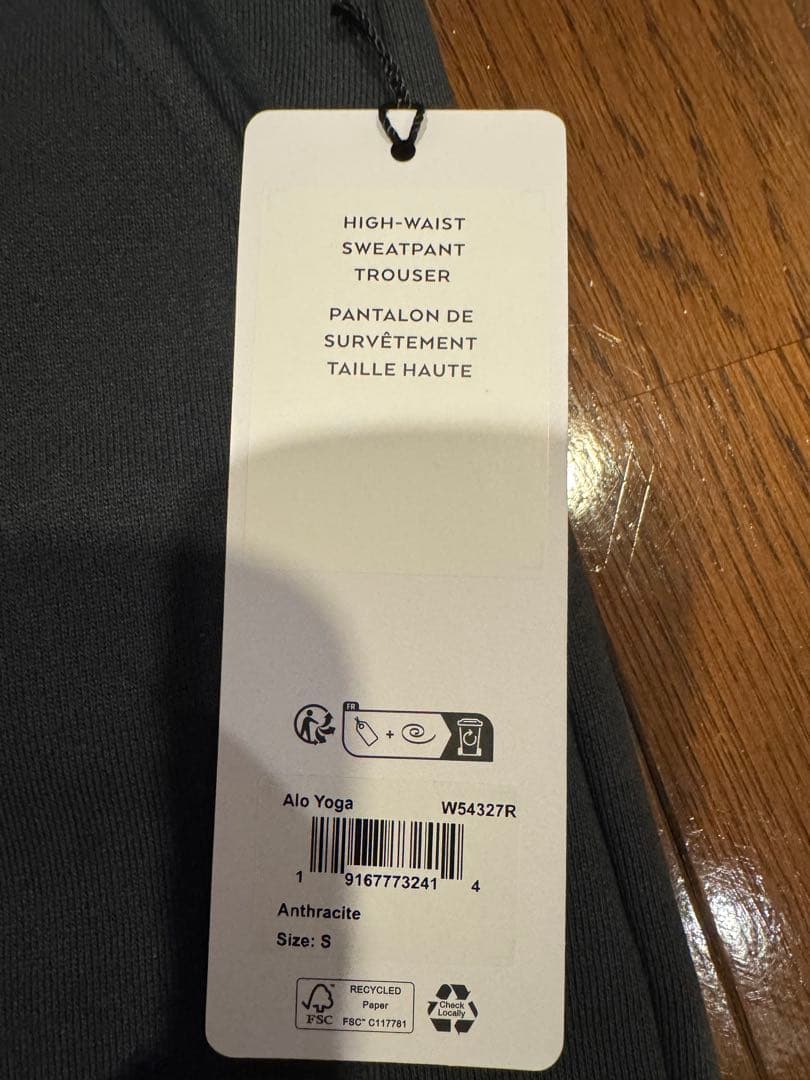 HIGH-WAIST
SWEATPANT
TROUSER
PANTALON DE
SURVÊTEMENT
TAILLE HAUTE
FR
+
Alo Yoga W54327R
1 9167773241 4
Anthracite
Size: S
RECYCLED
Paper
FSC FSC™ C117781
Check
Locally